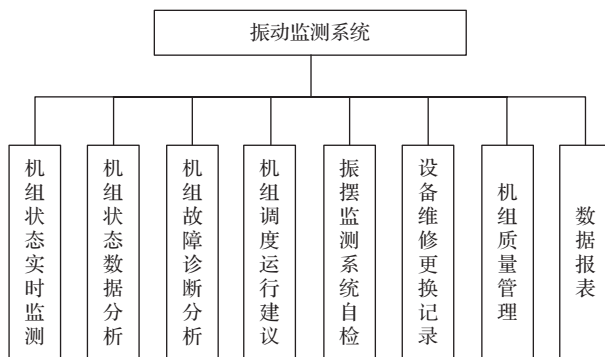 振动监测系统
机组状态实时监测
机组状态数据分析
机组故障诊断分析
机组调度运行建议
振摆监测系统自检
设备维修更换记录
机组质量管理
数据报表